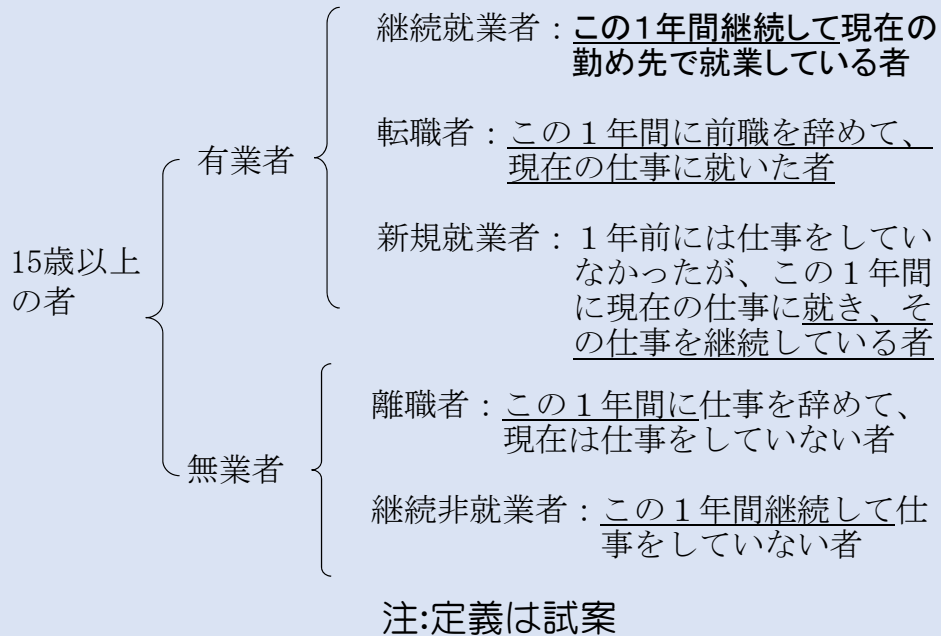 継続就業者：この１年間継続して現在の
勤め先で就業している者
転職者：この１年間に前職を辞めて、
現在の仕事に就いた者
有業者
新規就業者：１年前には仕事をしてい
なかったが、この１年間
に現在の仕事に就き、そ
の仕事を継続している者
15歳以上
の者
離職者：この１年間に仕事を辞めて、
現在は仕事をしていない者
無業者
継続非就業者：この１年間継続して仕
事をしていない者
注:定義は試案